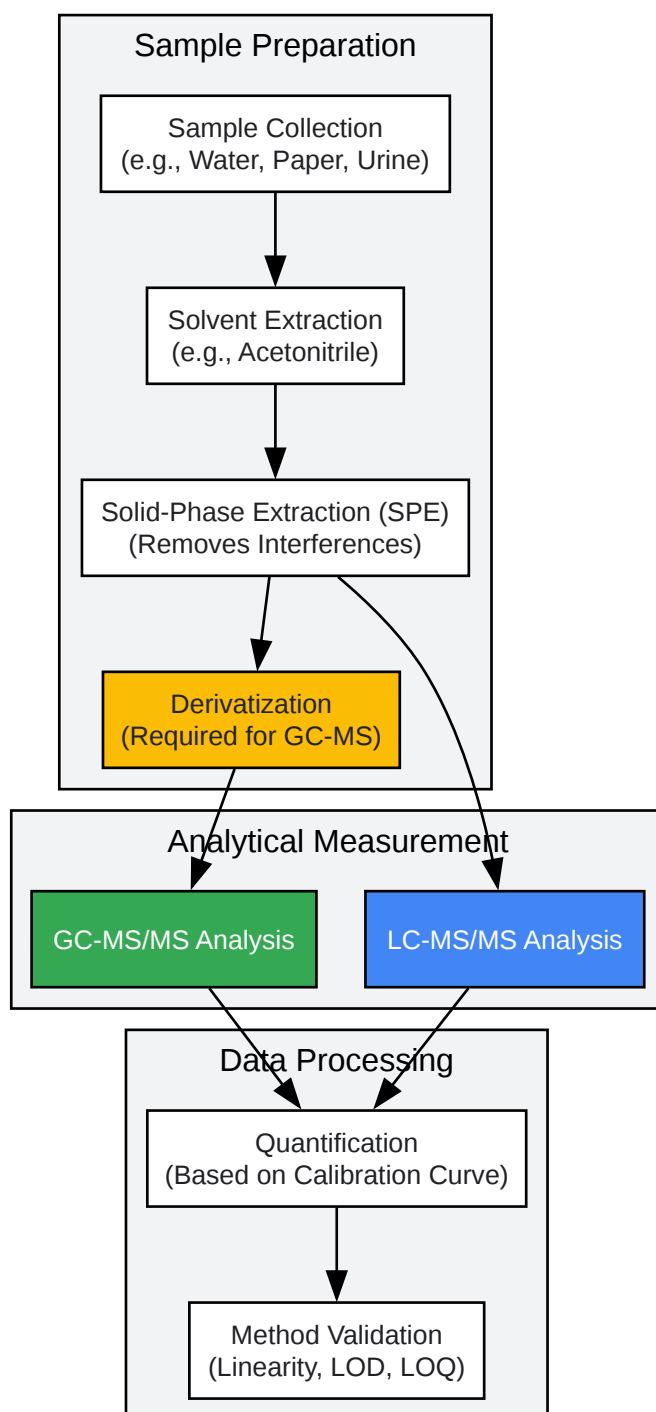 Sample Preparation
Sample Collection
(e.g., Water, Paper, Urine)
Solvent Extraction
(e.g., Acetonitrile)
Solid-Phase Extraction (SPE)
(Removes Interferences)
Derivatization
(Required for GC-MS)
Analytical Measurement
GC-MS/MS Analysis
LC-MS/MS Analysis
Data Processing
Quantification
(Based on Calibration Curve)
Method Validation
(Linearity, LOD, LOQ)